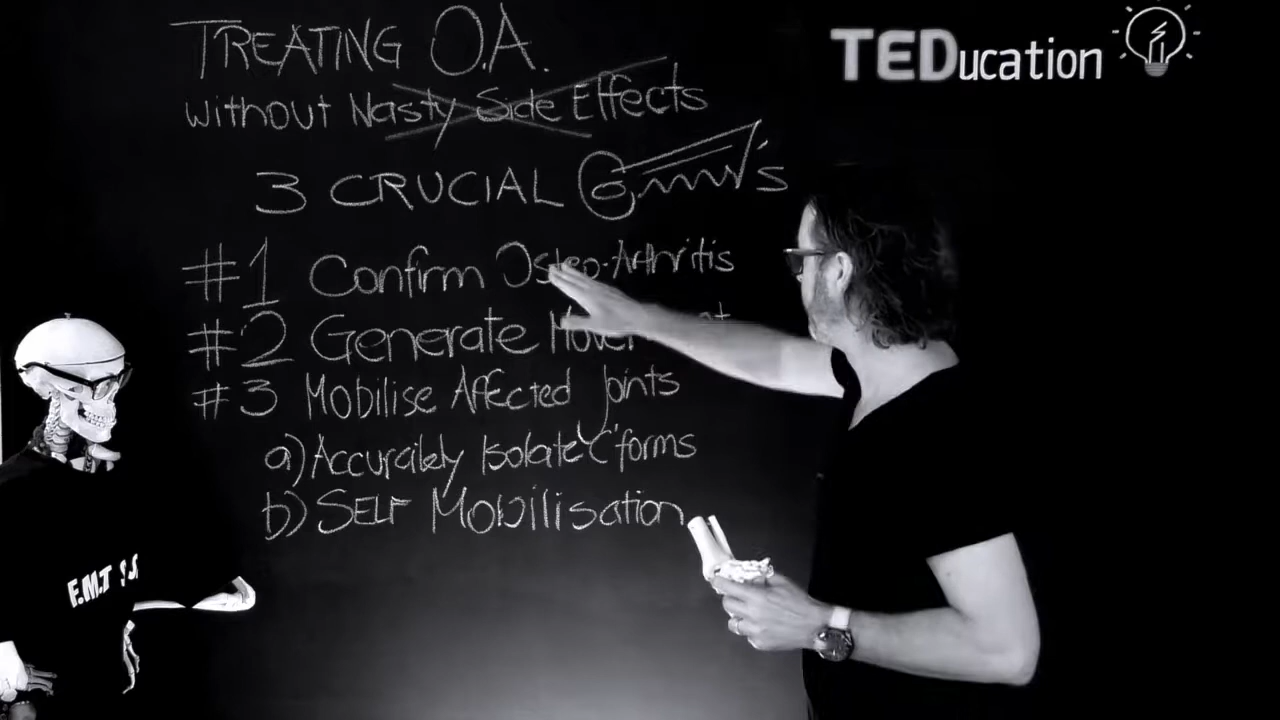 TREATING O.A.
without Nasty Side Effects
3 CRUCIAL
#1 Confirm Osteo-Arthritis
#2 Generate
#3 Mobilise Affected Joints
a) Accurately Isolate C'forms
b) SELF Mobilisation
TEDucation
E.M.T